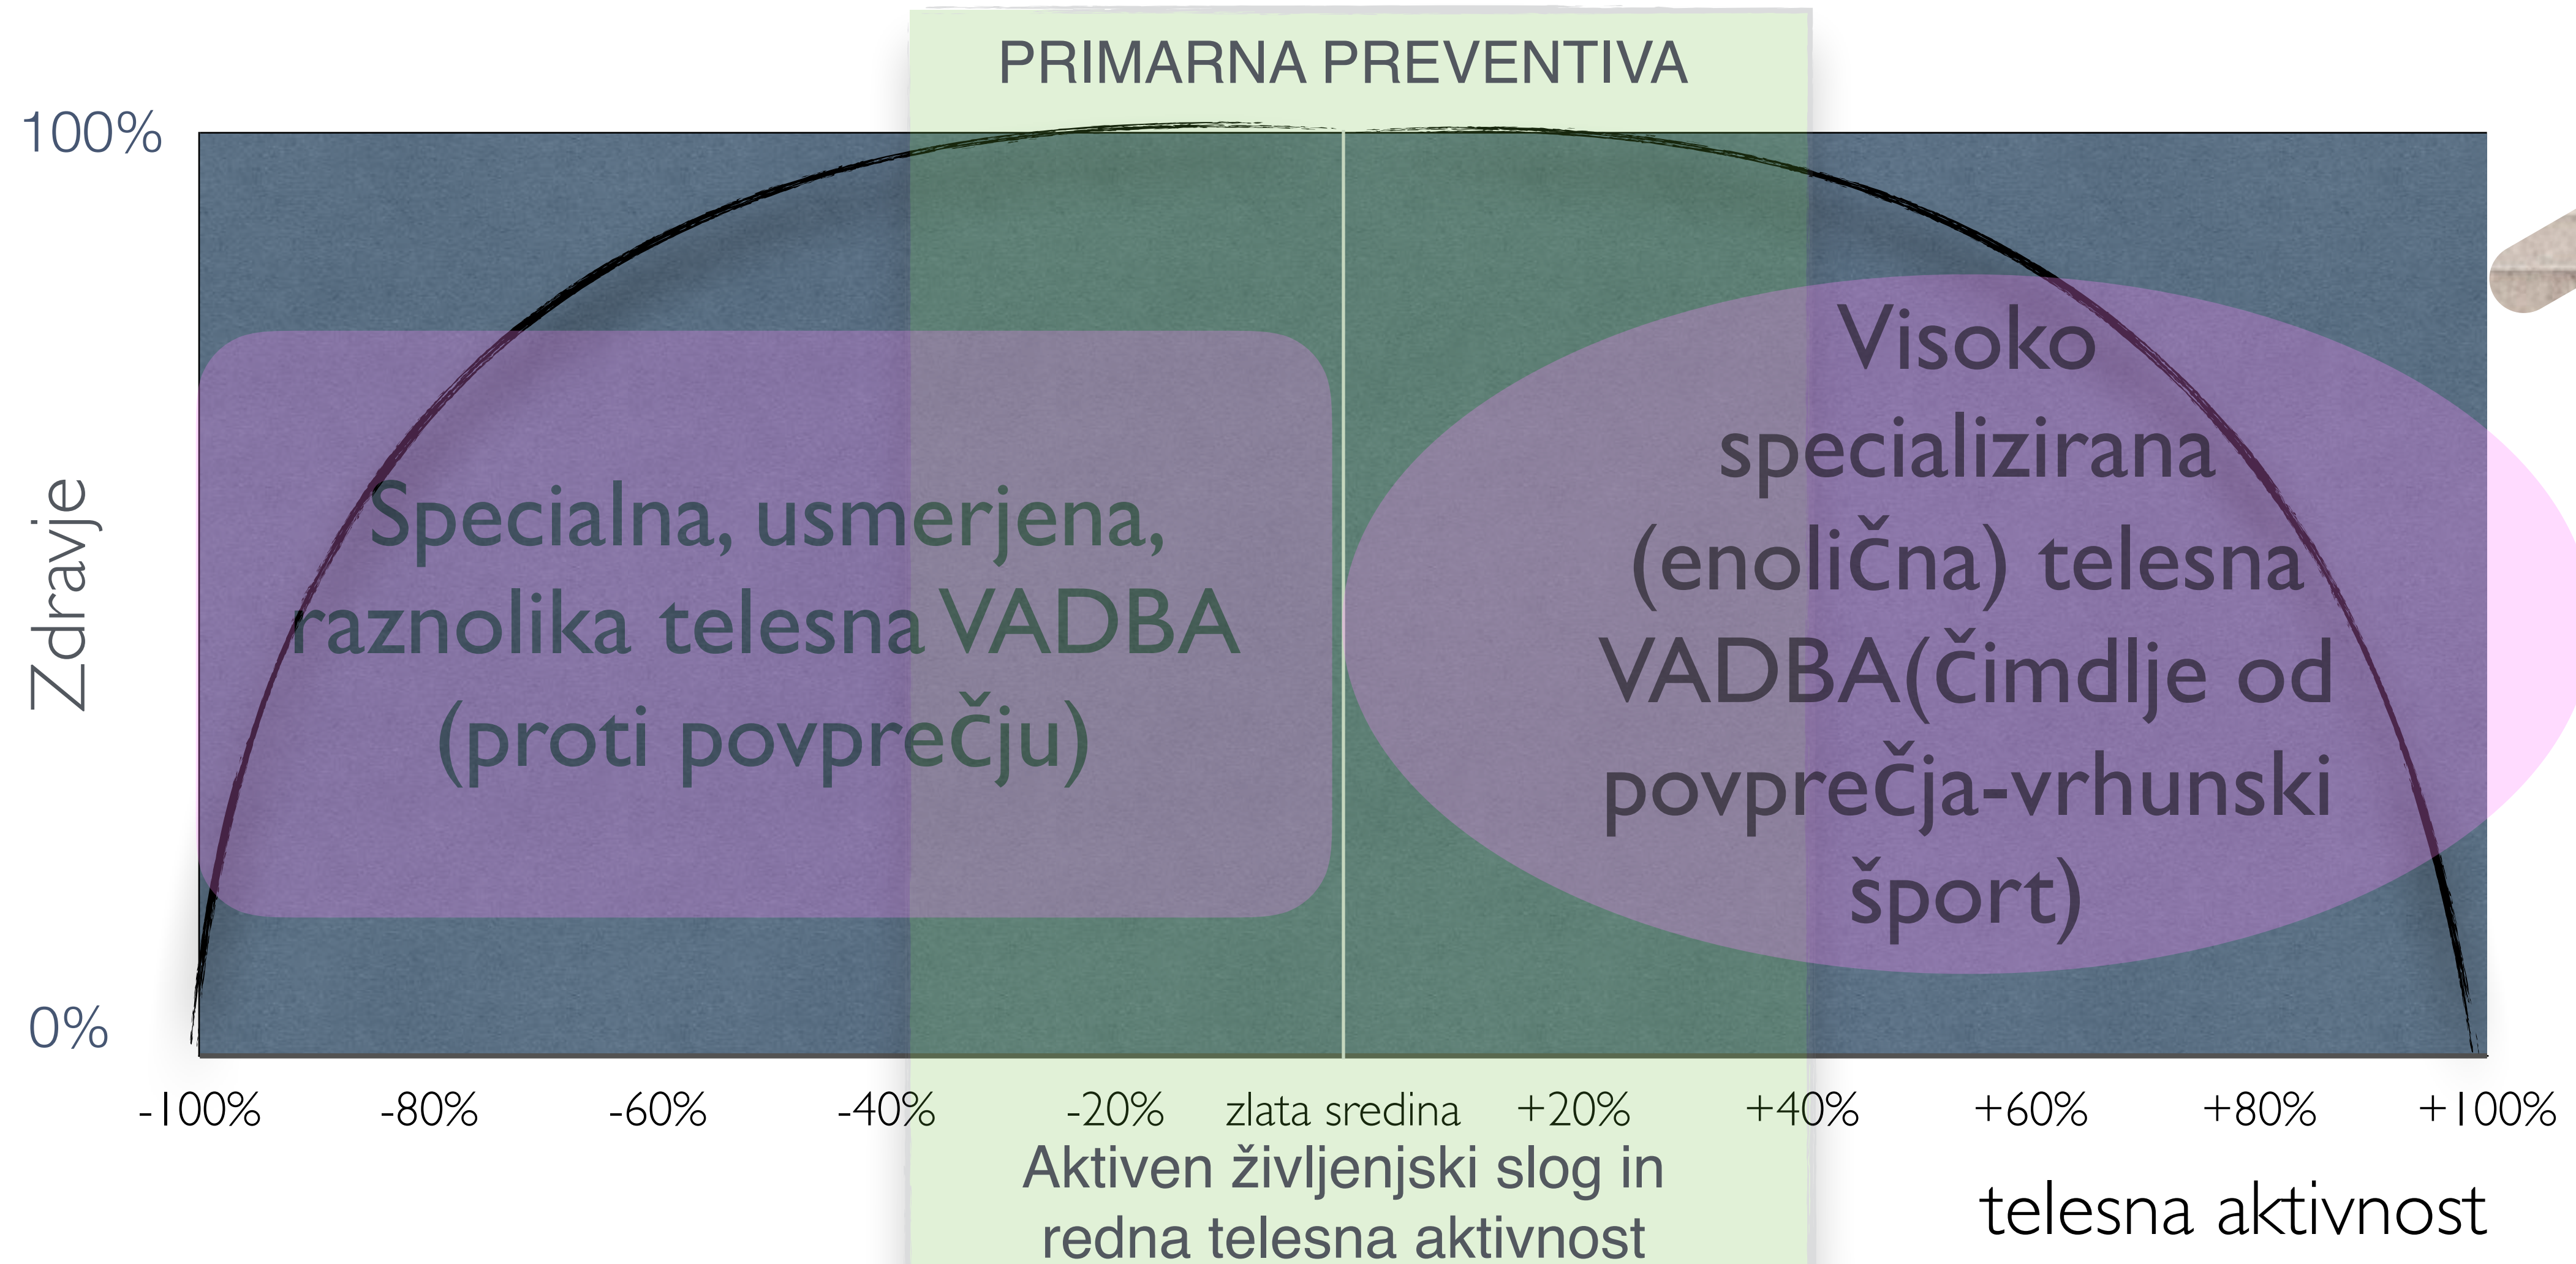 PRIMARNA PREVENTIVA
100%
Zdravje
0%
Specialna, usmerjena,
raznolika telesna VADBA
(proti povprečju)
Visoko
specializirana
(enolična) telesna
VADBA(čimdlje od
povprečja-vrhunski
šport)
-100% -80% -60% -40% -20% zlata sredina +20% +40% +60% +80% +100%
Aktiven življenjski slog in
redna telesna aktivnost
telesna aktivnost